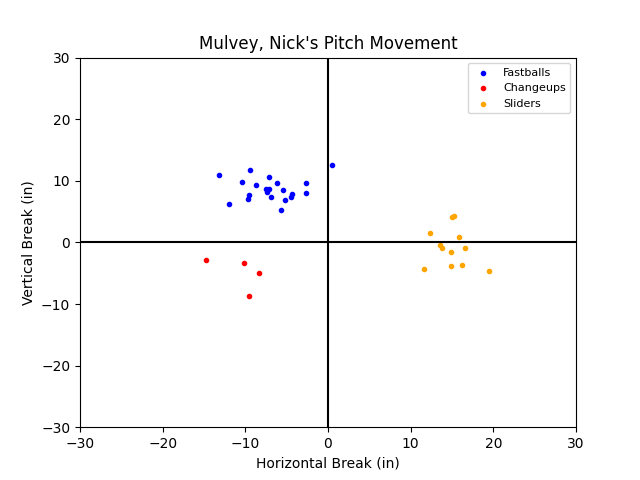 Mulvey, Nick's Pitch Movement
Fastballs
Changeups
Sliders
30
20
10
0
−10
−20
−30
Vertical Break (in)
−30
−20
−10
0
10
20
30
Horizontal Break (in)